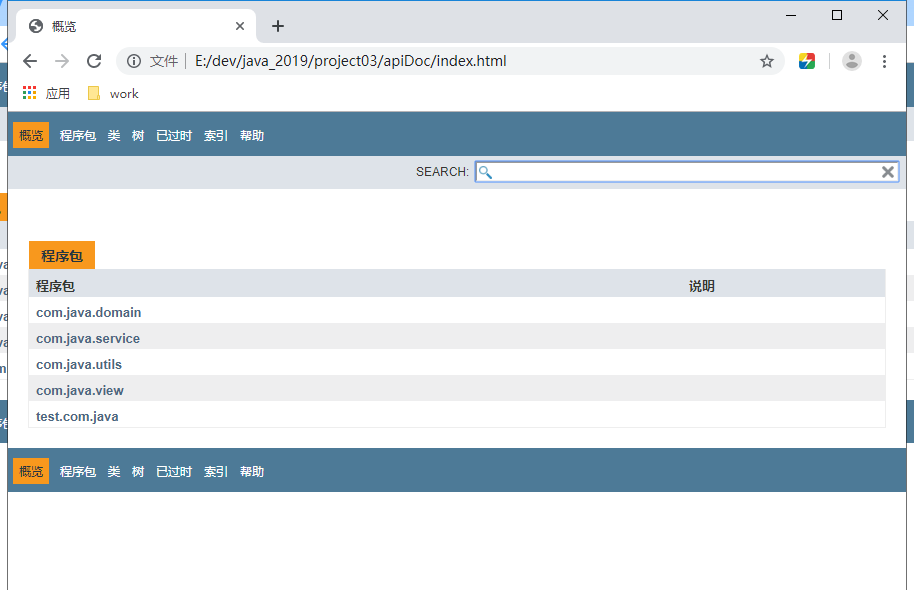 概览
文件 E:/dev/java_2019/project03/apiDoc/index.html
应用 work
概览 程序包 类 树 已过时 索引 帮助
SEARCH:
程序包
程序包 说明
com.java.domain
com.java.service
com.java.utils
com.java.view
test.com.java
概览 程序包 类 树 已过时 索引 帮助